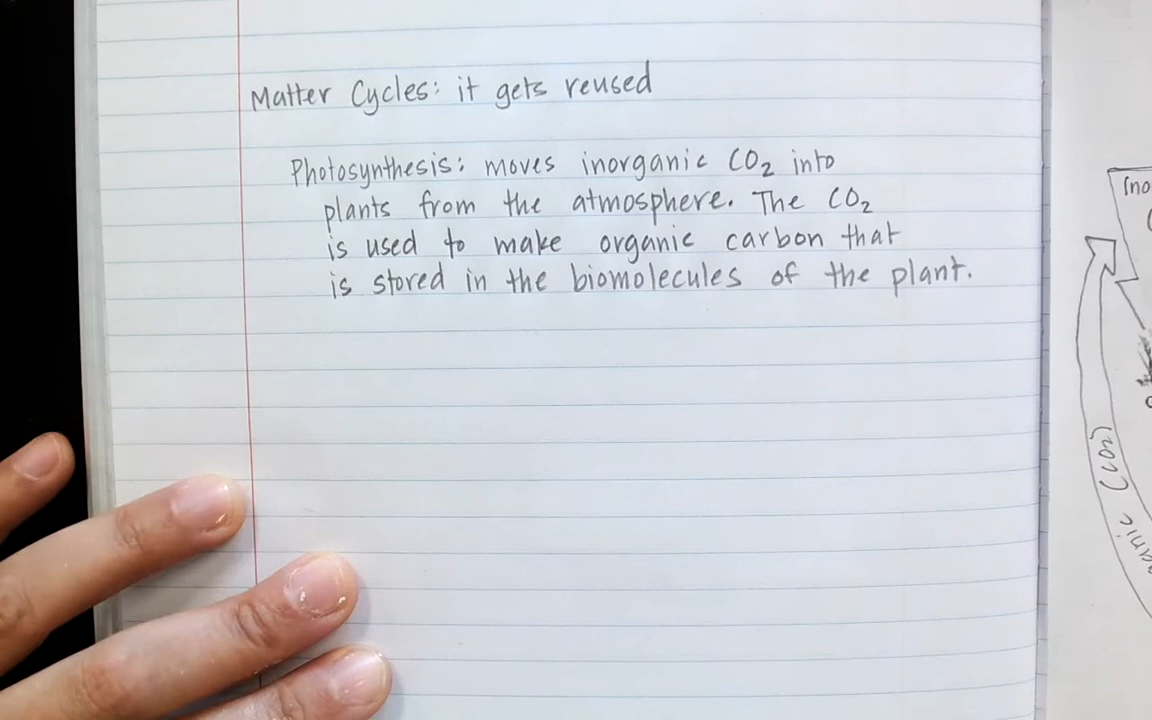 Matter Cycles: it gets reused
Photosynthesis: moves inorganic CO₂ into
plants from the atmosphere. The CO₂
is used to make organic carbon that
is stored in the biomolecules of the plant.
(CO₂)